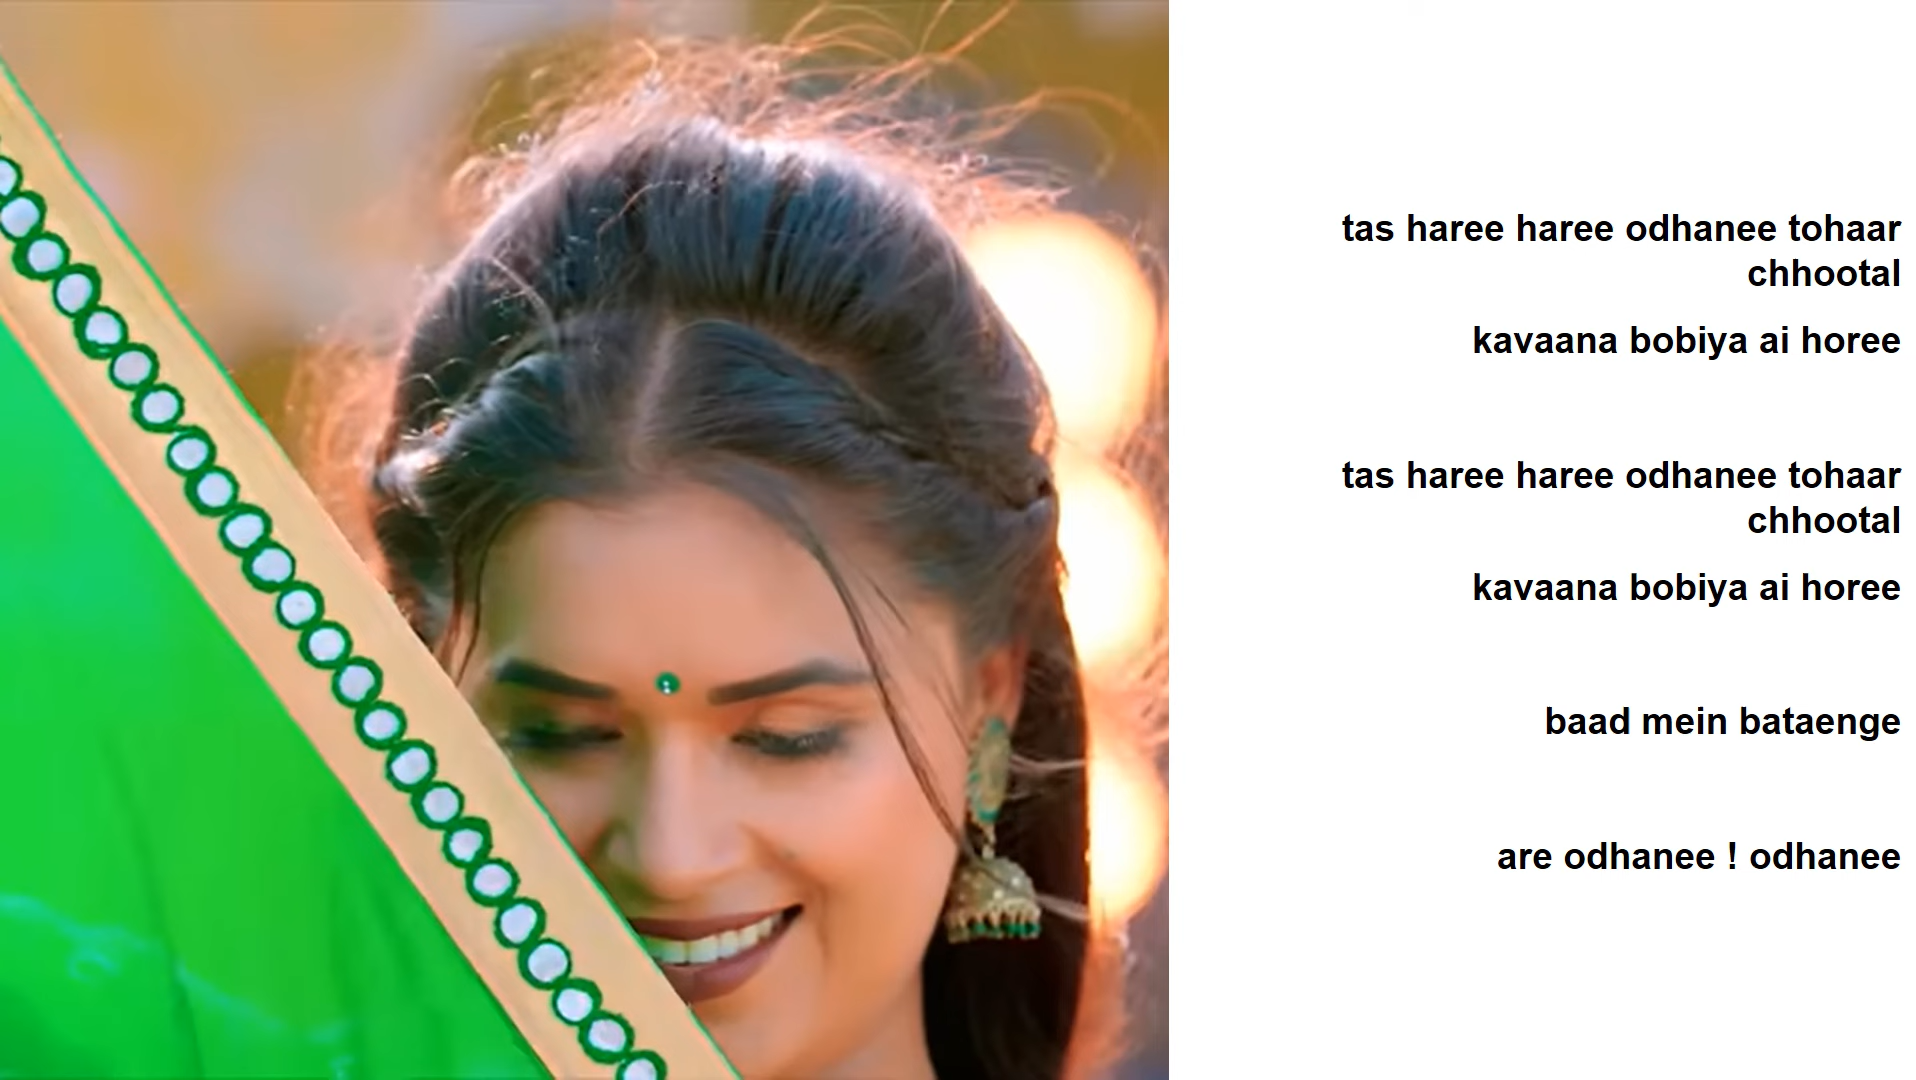 tas haree haree odhanee tohaar
chhootal
kavaana bobiya ai horee
tas haree haree odhanee tohaar
chhootal
kavaana bobiya ai horee
baad mein bataenge
are odhanee ! odhanee